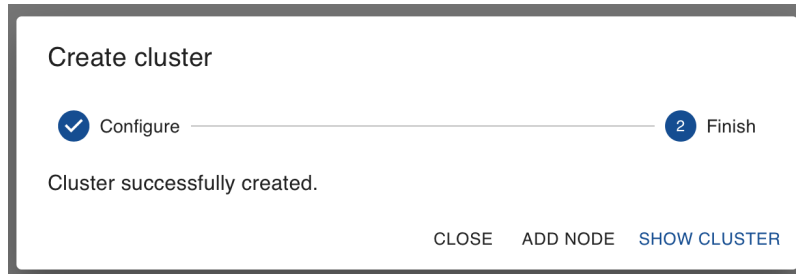 Create cluster
Configure 2 Finish
Cluster successfully created.
CLOSE ADD NODE SHOW CLUSTER